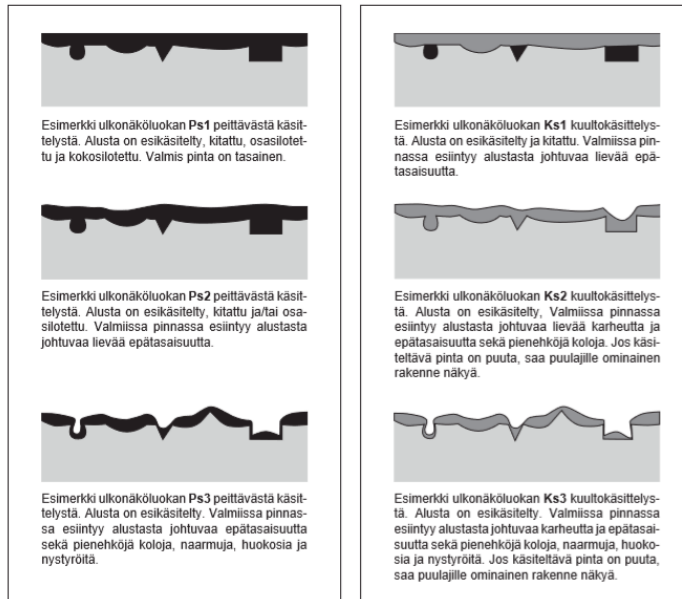 Esimerkki ulkonäköluokan Ps1 peittävästä käsit-
telystä. Alusta on esikäsitelty, kitattu, osasilotet-
tu ja kokosilotettu. Valmis pinta on tasainen.
Esimerkki ulkonäköluokan Ps2 peittävästä käsit-
telystä. Alusta on esikäsitelty, kitattu ja/tai osa-
silotettu. Valmiissa pinnassa esiintyy alustasta
johtuvaa lievää epätasaisuutta.
Esimerkki ulkonäköluokan Ps3 peittävästä käsit-
telystä. Alusta on esikäsitelty. Valmiissa pinnas-
sa esiintyy alustasta johtuvaa epätasaisuutta
sekä pienehköjä koloja, naarmuja, huokosia ja
nystyröitä.
Esimerkki ulkonäköluokan Ks1 kuultokäsittelys-
tä. Alusta on esikäsitelty ja kitattu. Valmiissa pin-
nassa esiintyy alustasta johtuvaa lievää epä-
tasaisuutta.
Esimerkki ulkonäköluokan Ks2 kuultokäsittelys-
tä. Alusta on esikäsitelty, Valmiissa pinnassa
esiintyy alustasta johtuvaa lievää karheutta ja
epätasaisuutta sekä pienehköjä koloja. Jos käsi-
teltävä pinta on puuta, saa puulajille ominainen
rakenne näkyä.
Esimerkki ulkonäköluokan Ks3 kuultokäsittelys-
tä. Alusta on esikäsitelty. Valmiissa pinnassa
esiintyy alustasta johtuvaa karheutta ja epätasai-
suutta sekä pienehköjä koloja, naarmuja, huoko-
sia ja nystyröitä. Jos käsiteltävä pinta on puuta,
saa puulajille ominainen rakenne näkyä.